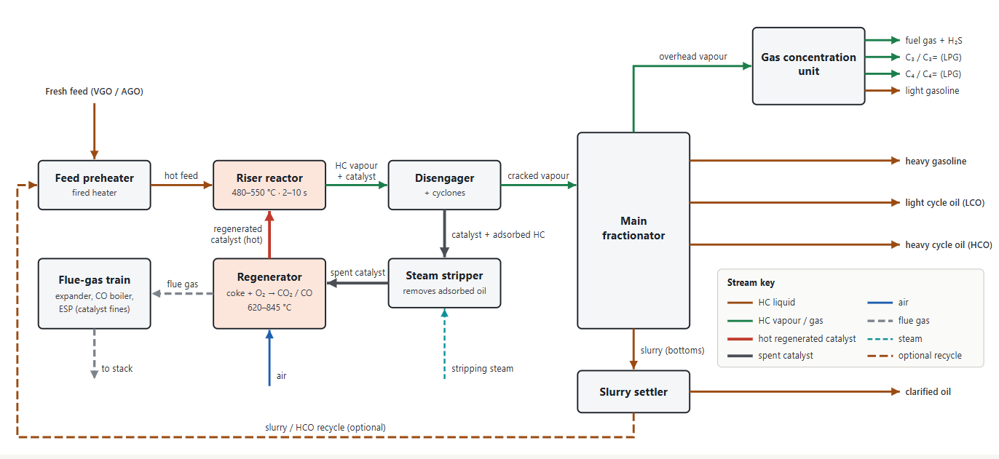 overhead vapour
Gas concentration
unit
fuel gas + H₂S
C₃ / C₃= (LPG)
C₄ / C₄= (LPG)
light gasoline
Fresh feed (VGO / AGO)
Feed preheater
fired heater
hot feed
Riser reactor
480–550 °C · 2–10 s
HC vapour
+ catalyst
Disengager
+ cyclones
cracked vapour
Main
fractionator
heavy gasoline
light cycle oil (LCO)
heavy cycle oil (HCO)
regenerated
catalyst (hot)
catalyst + adsorbed HC
Flue-gas train
expander, CO boiler,
ESP (catalyst fines)
flue gas
Regenerator
coke + O₂ → CO₂ / CO
620–845 °C
spent catalyst
Steam stripper
removes adsorbed oil
to stack
air
stripping steam
slurry (bottoms)
Slurry settler
clarified oil
slurry / HCO recycle (optional)
Stream key
HC liquid
HC vapour / gas
hot regenerated catalyst
spent catalyst
air
flue gas
steam
optional recycle